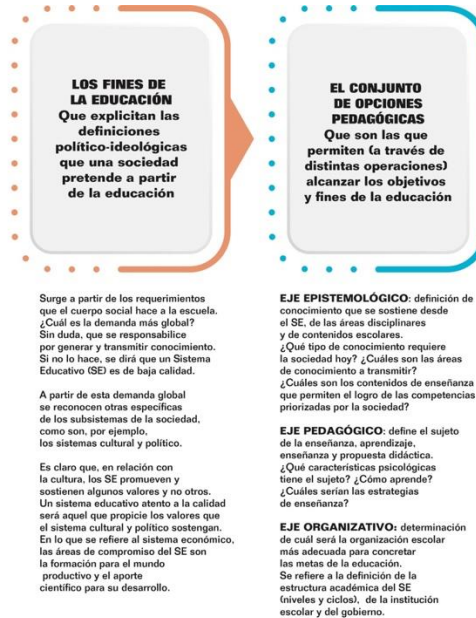 LOS FINES DE
LA EDUCACIÓN
Que explicitan las
definiciones
político-ideológicas
que una sociedad
pretende a partir
de la educación
Surge a partir de los requerimientos
que el cuerpo social hace a la escuela.
¿Cuál es la demanda más global?
Sin duda, que se responsabilice
por generar y transmitir conocimiento.
Si no lo hace, se dirá que un Sistema
Educativo (SE) es de baja calidad.
A partir de esta demanda global
se reconocen otras específicas
de los subsistemas de la sociedad,
como son, por ejemplo,
los sistemas cultural y político.
Es claro que, en relación con
la cultura, los SE promueven y
sostienen algunos valores y no otros.
Un sistema educativo atento a la calidad
será aquel que propicie los valores que
el sistema cultural y político sostengan.
En lo que se refiere al sistema económico,
las áreas de compromiso del SE son
la formación para el mundo
productivo y el aporte
científico para su desarrollo.
EL CONJUNTO
DE OPCIONES
PEDAGÓGICAS
Que son las que
permiten (a través de
distintas operaciones)
alcanzar los objetivos
y fines de la educación
EJE EPISTEMOLÓGICO: definición de
conocimiento que se sostiene desde
el SE, de las áreas disciplinares
y de contenidos escolares.
¿Qué tipo de conocimiento requiere
la sociedad hoy? ¿Cuáles son las áreas
de conocimiento a transmitir?
¿Cuáles son los contenidos de enseñanza
que permiten el logro de las competencias
priorizadas por la sociedad?
EJE PEDAGÓGICO: define el sujeto
de la enseñanza, aprendizaje,
enseñanza y propuesta didáctica.
¿Qué características psicológicas
tiene el sujeto? ¿Cómo aprende?
¿Cuáles serían las estrategias
de enseñanza?
EJE ORGANIZATIVO: determinación
de cuál será la organización escolar
más adecuada para concretar
las metas de la educación.
Se refiere a la definición de la
estructura académica del SE
(niveles y ciclos), de la institución
escolar y del gobierno.